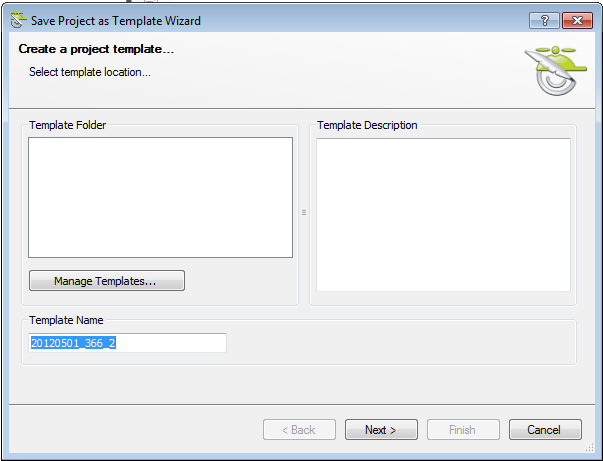 Save Project as Template Wizard
?
Create a project template...
Select template location...
Template Folder
Template Description
Manage Templates...
Template Name
20120501_366_2
< Back
Next >
Finish
Cancel